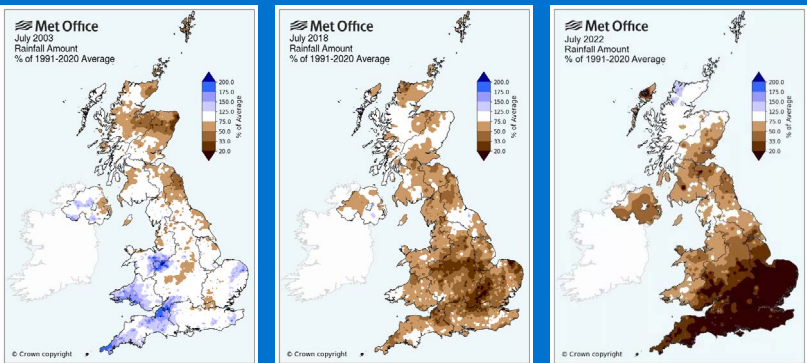 Met Office
July 2003
Rainfall Amount
% of 1991-2020 Average
200.0
175.0
150.0
125.0
75.0
50.0
33.0
20.0
% of Average
© Crown copyright
Met Office
July 2018
Rainfall Amount
% of 1991-2020 Average
200.0
175.0
150.0
125.0
75.0
50.0
33.0
20.0
% of Average
© Crown copyright
Met Office
July 2022
Rainfall Amount
% of 1991-2020 Average
200.0
175.0
150.0
125.0
75.0
50.0
33.0
20.0
% of Average
© Crown copyright